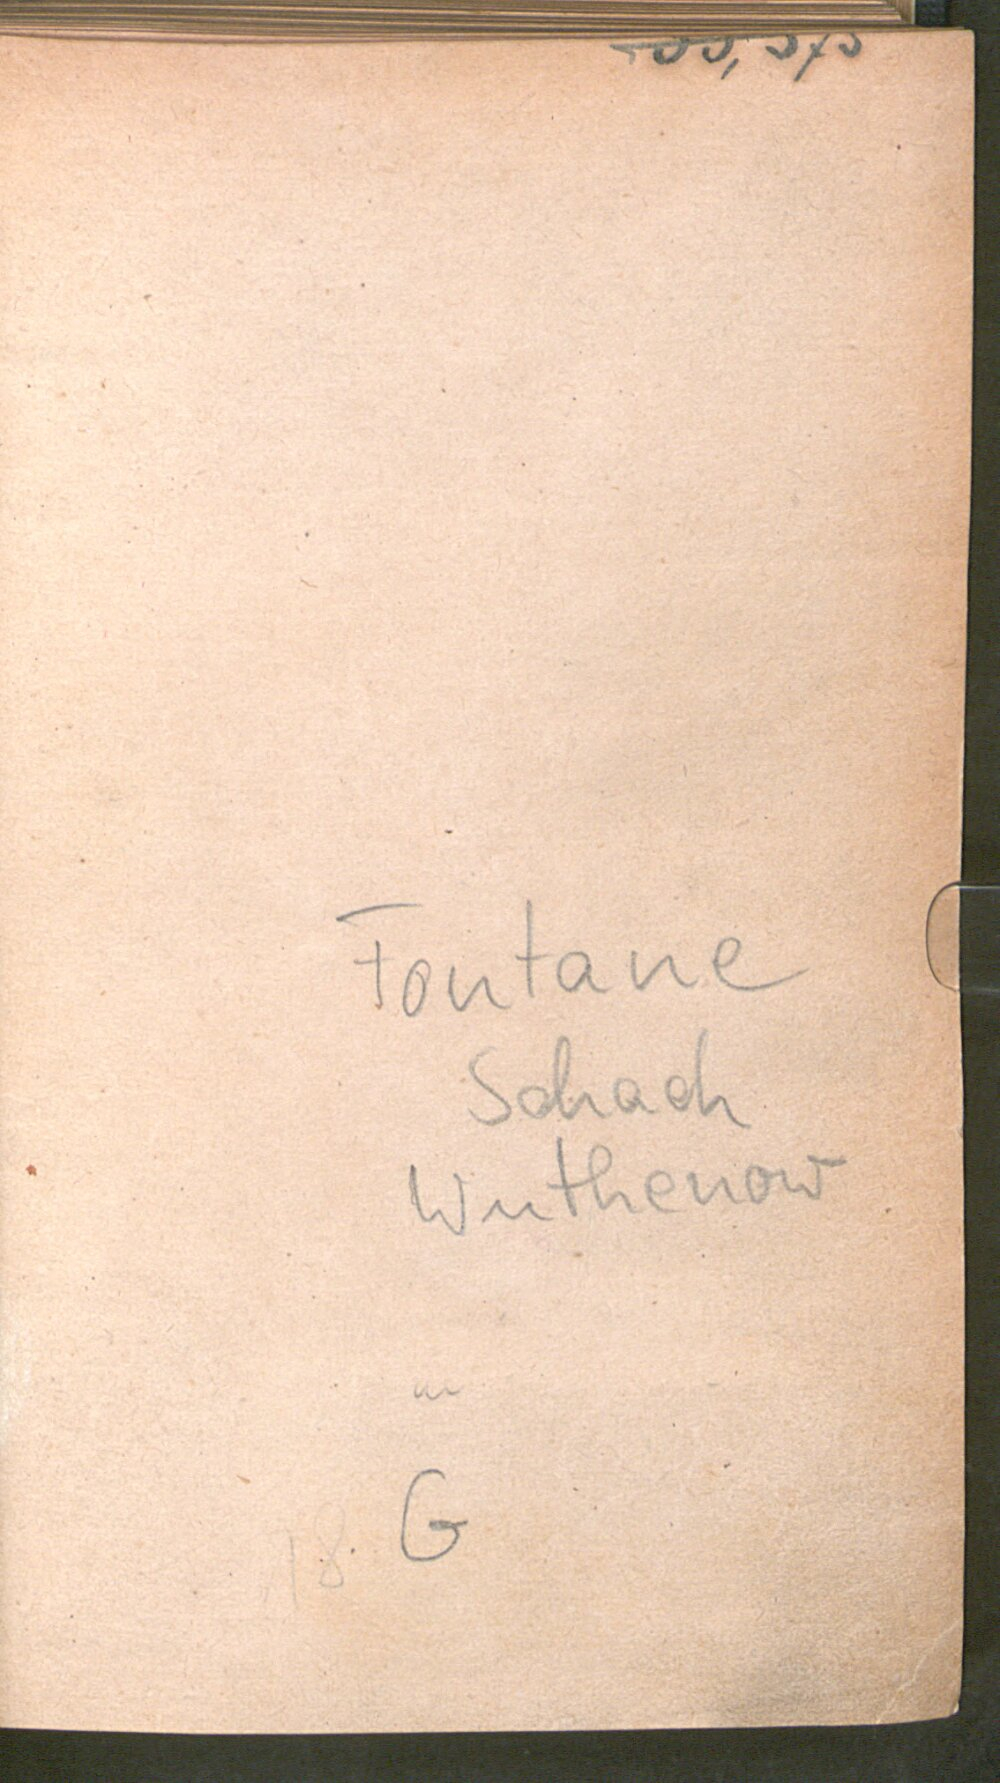 Fontane
Schach
Wuthenow
G
18.